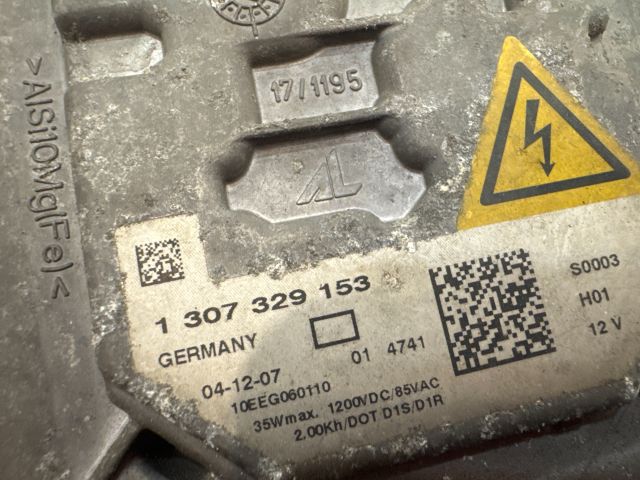 >AlSi10Mg(Fe)<
17/1195
AL
1 307 329 153
GERMANY
01 4741
04-12-07
10EEG060110
35Wmax. 1200VDC/85VAC
2.00Kh/DOT D1S/D1R
S0003
H01
12 V